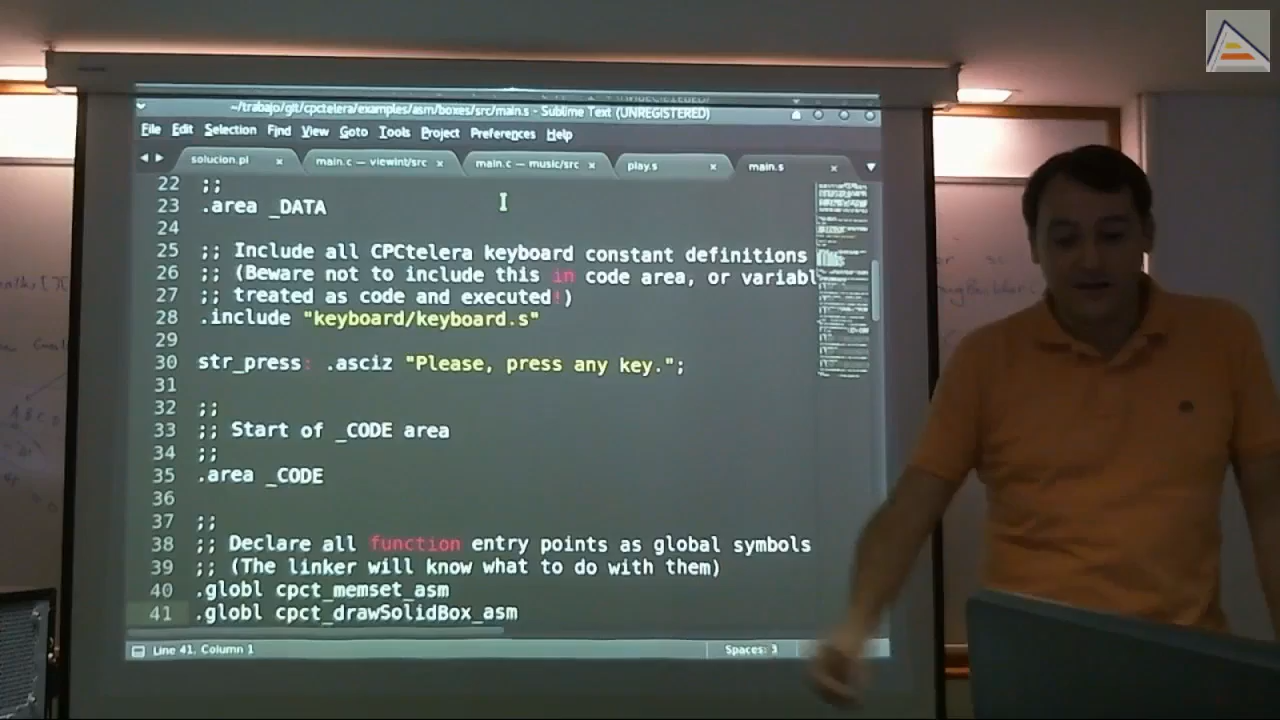 ~/trabajo/git/cpctelera/examples/asm/boxes/src/main.s - Sublime Text (UNREGISTERED)
File Edit Selection Find View Goto Tools Project Preferences Help
solucion.pl × main.c — viewint/src × main.c — music/src × play.s × main.s ×
22 ;;
23 .area _DATA
24
25 ;; Include all CPCtelera keyboard constant definitions
26 ;; (Beware not to include this in code area, or variabl
27 ;; treated as code and executed!)
28 .include "keyboard/keyboard.s"
29
30 str_press: .asciz "Please, press any key.";
31
32 ;;
33 ;; Start of _CODE area
34 ;;
35 .area _CODE
36
37 ;;
38 ;; Declare all function entry points as global symbols
39 ;; (The linker will know what to do with them)
40 .globl cpct_memset_asm
41 .globl cpct_drawSolidBox_asm
Line 41, Column 1 Spaces: 3